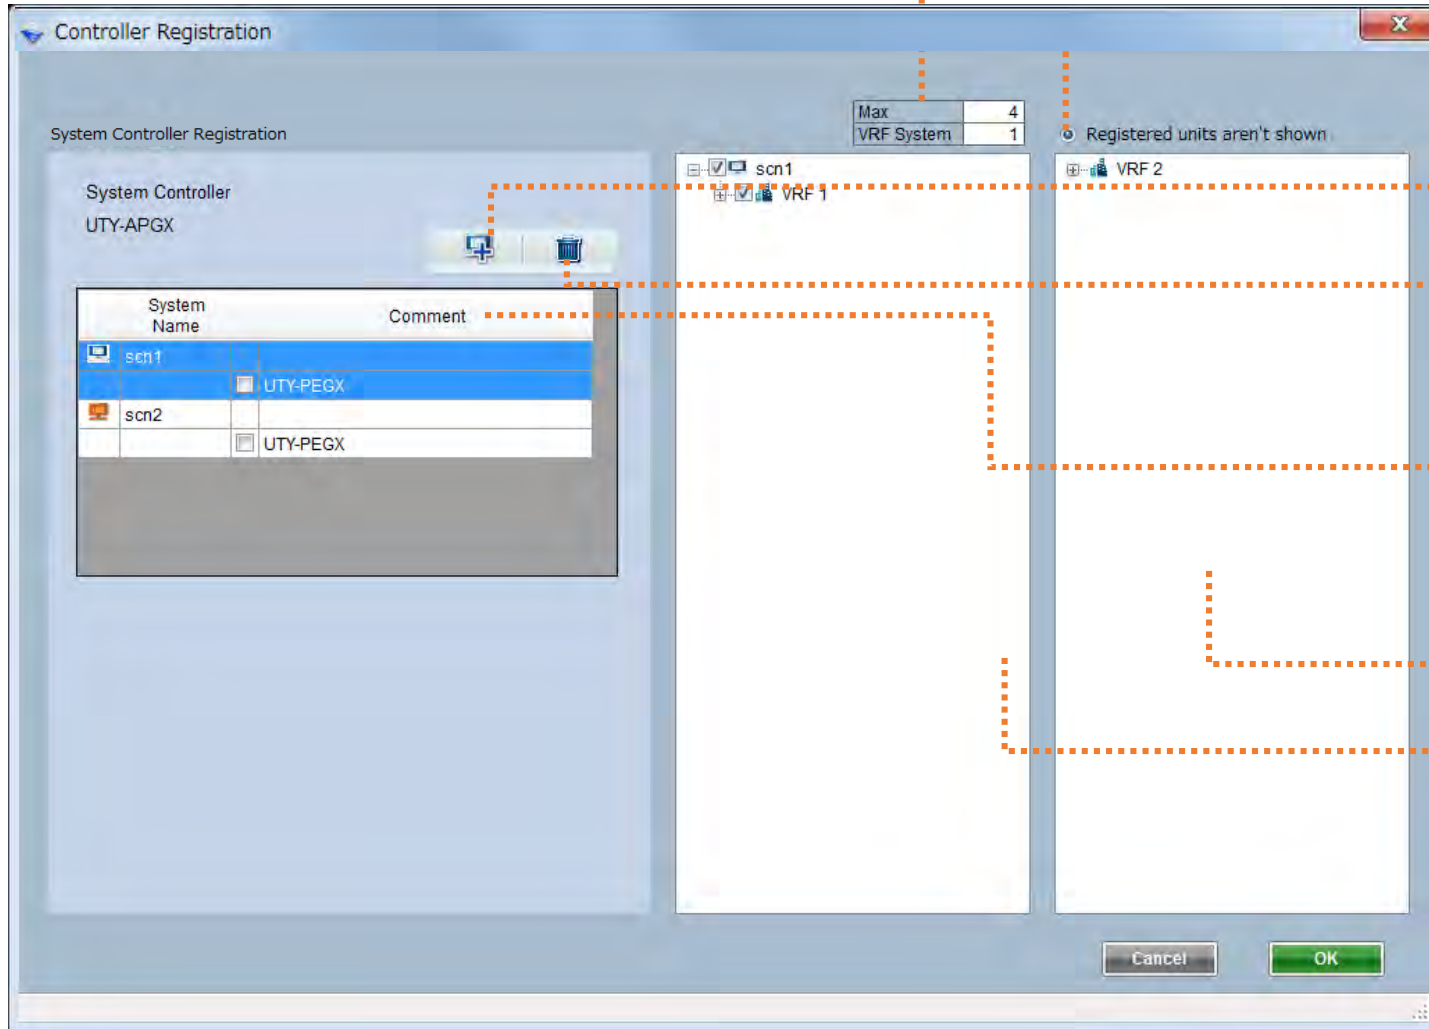 Controller Registration
X
Max 4
VRF System 1
System Controller Registration
Registered units aren't shown
System Controller
UTY-APGX
scn1
VRF 1
VRF 2
System
Name
Comment
scn1
UTY-PEGX
scn2
UTY-PEGX
Cancel
OK